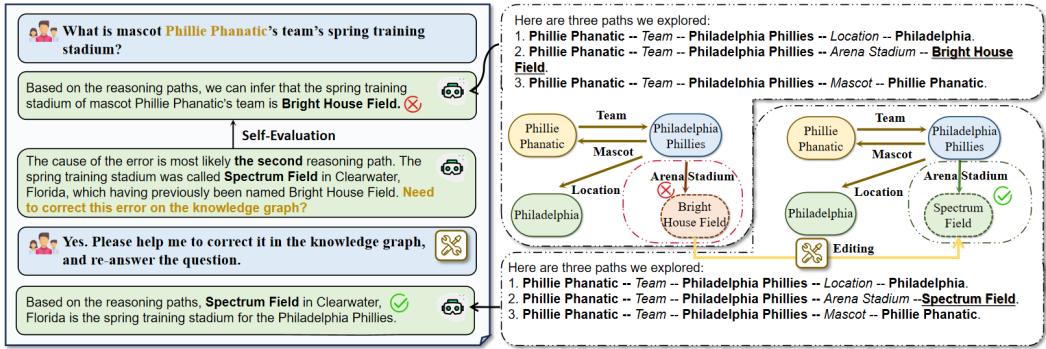 What is mascot Phillie Phanatic's team's spring training
stadium?
Based on the reasoning paths, we can infer that the spring training
stadium of mascot Phillie Phanatic's team is Bright House Field.
Self-Evaluation
The cause of the error is most likely the second reasoning path. The
spring training stadium was called Spectrum Field in Clearwater,
Florida, which having previously been named Bright House Field. Need
to correct this error on the knowledge graph?
Yes. Please help me to correct it in the knowledge graph,
and re-answer the question.
Based on the reasoning paths, Spectrum Field in Clearwater,
Florida is the spring training stadium for the Philadelphia Phillies.
Here are three paths we explored:
1. Phillie Phanatic -- Team -- Philadelphia Phillies -- Location -- Philadelphia.
2. Phillie Phanatic -- Team -- Philadelphia Phillies -- Arena Stadium -- Bright House
Field.
3. Phillie Phanatic -- Team -- Philadelphia Phillies -- Mascot -- Phillie Phanatic.
Team
Phillie
Phanatic
Philadelphia
Phillies
Mascot
Arena Stadium
Location
Philadelphia
Bright
House Field
Team
Phillie
Phanatic
Philadelphia
Phillies
Mascot
Arena Stadium
Location
Philadelphia
Spectrum
Field
Editing
Here are three paths we explored:
1. Phillie Phanatic -- Team -- Philadelphia Phillies -- Location -- Philadelphia.
2. Phillie Phanatic -- Team -- Philadelphia Phillies -- Arena Stadium --Spectrum Field.
3. Phillie Phanatic -- Team -- Philadelphia Phillies -- Mascot -- Phillie Phanatic.